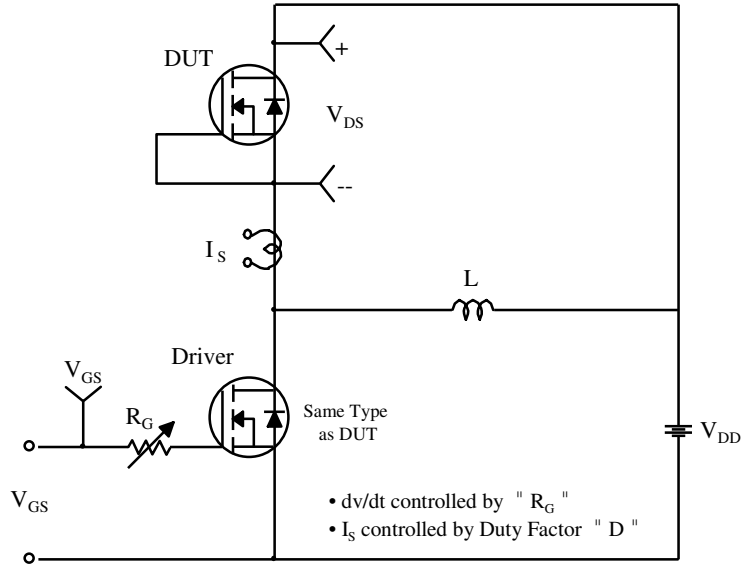 DUT
+
V_DS
--
I_S
L
Driver
V_GS
R_G
Same Type
as DUT
V_DD
V_GS
• dv/dt controlled by " R_G "
• I_S controlled by Duty Factor " D "